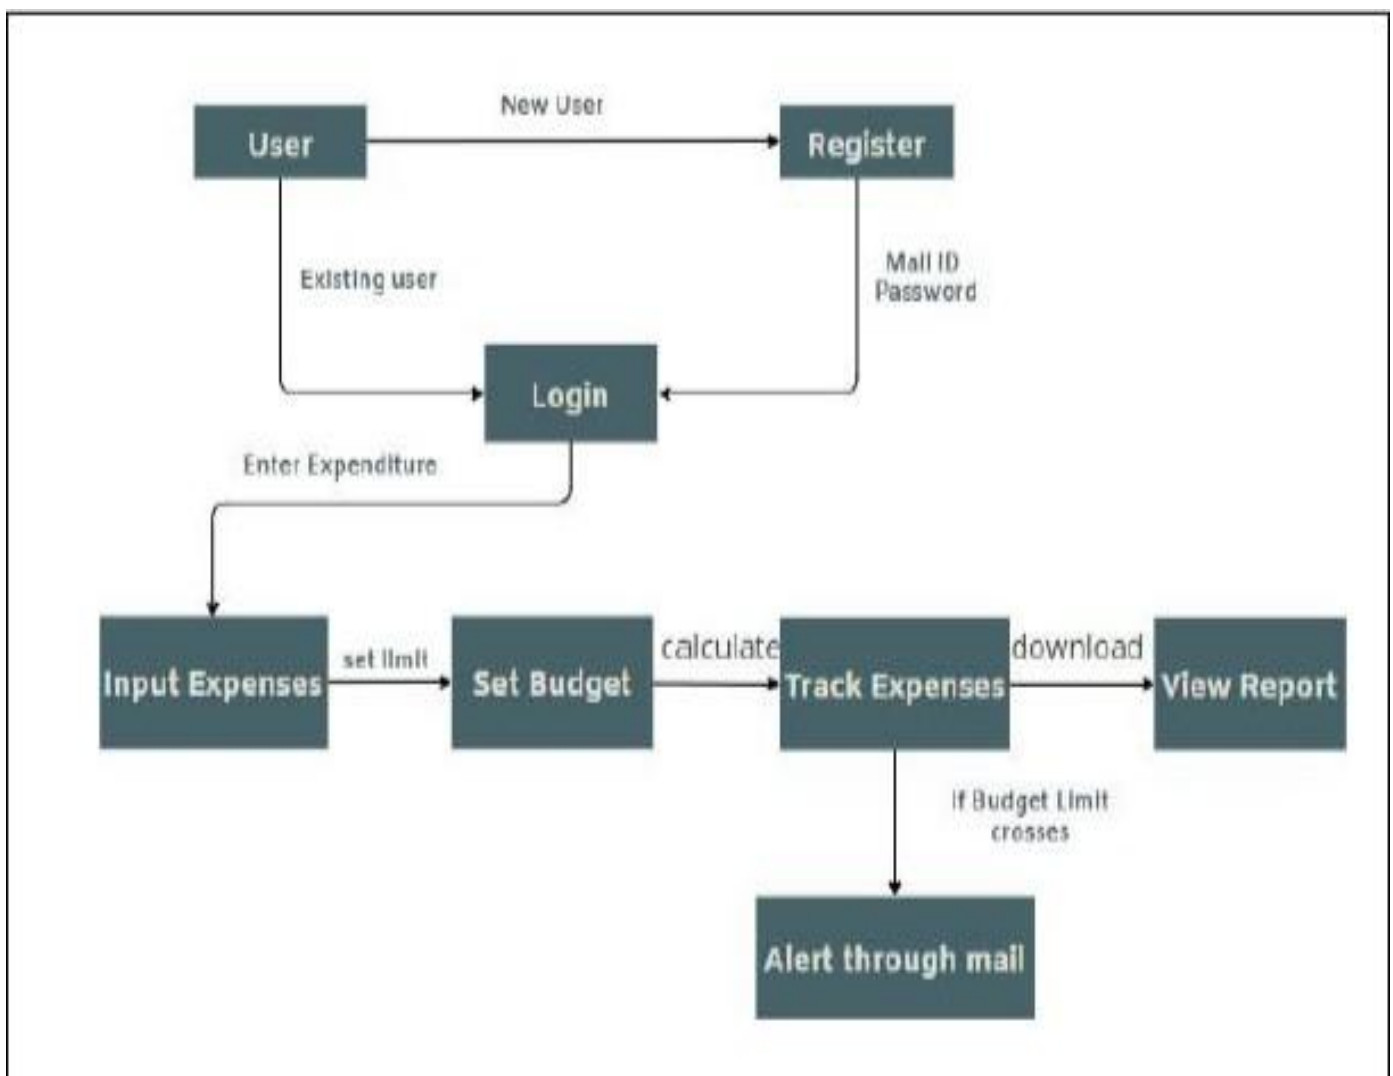 New User
User
Register
Existing user
Mail ID
Password
Login
Enter Expenditure
Input Expenses
set limit
Set Budget
calculate
Track Expenses
download
View Report
If Budget Limit
crosses
Alert through mail